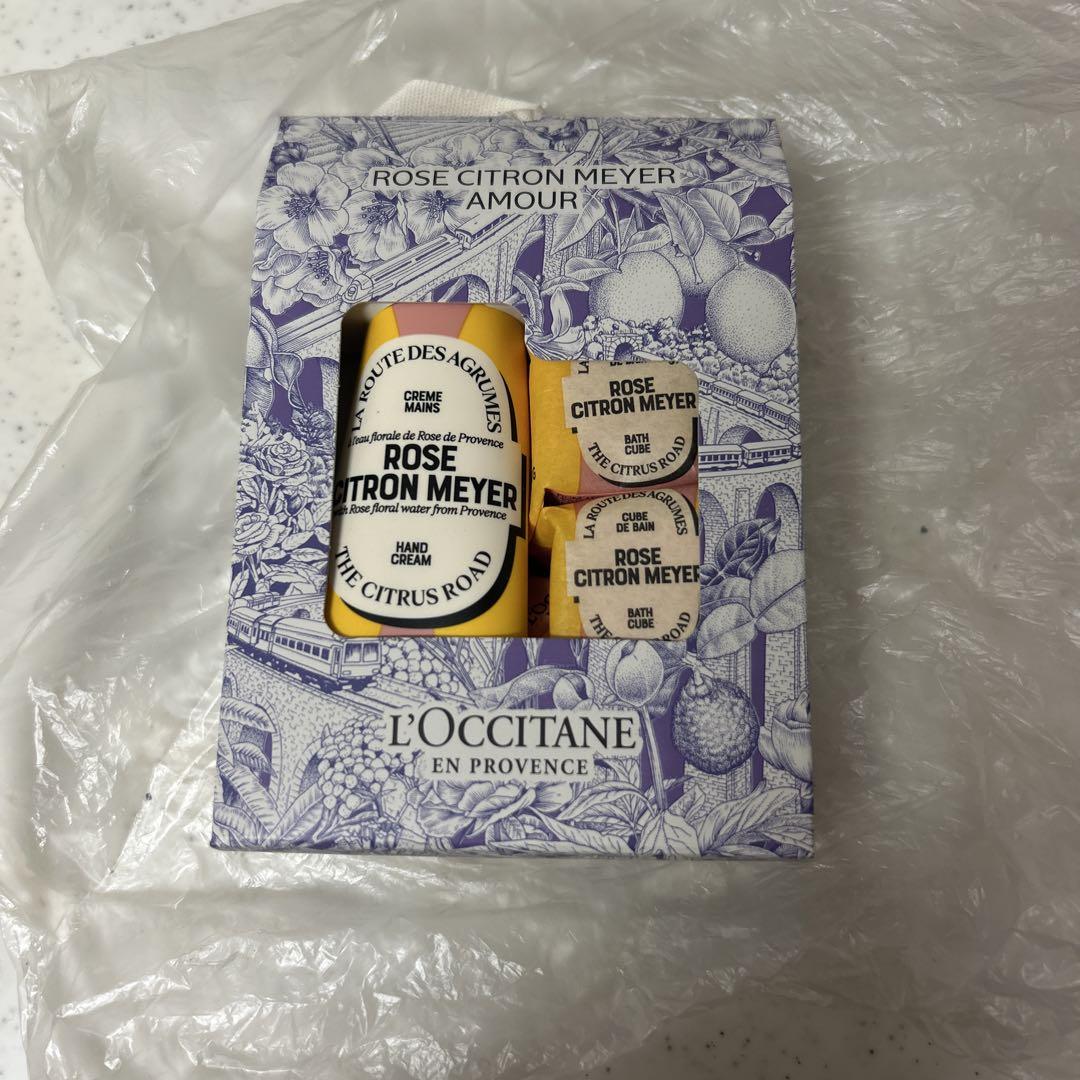 ROSE CITRON MEYER
AMOUR
LA ROUTE DES AGRUMES
CREME
MAINS
à l'eau florale de Rose de Provence
ROSE
CITRON MEYER
with Rose floral water from Provence
HAND
CREAM
THE CITRUS ROAD
ROSE
CITRON MEYER
BATH
CUBE
THE CITRUS ROAD
LA ROUTE DES AGRUMES
CUBE
DE BAIN
ROSE
CITRON MEYER
BATH
CUBE
THE
ROAD
L'OCCITANE
EN PROVENCE